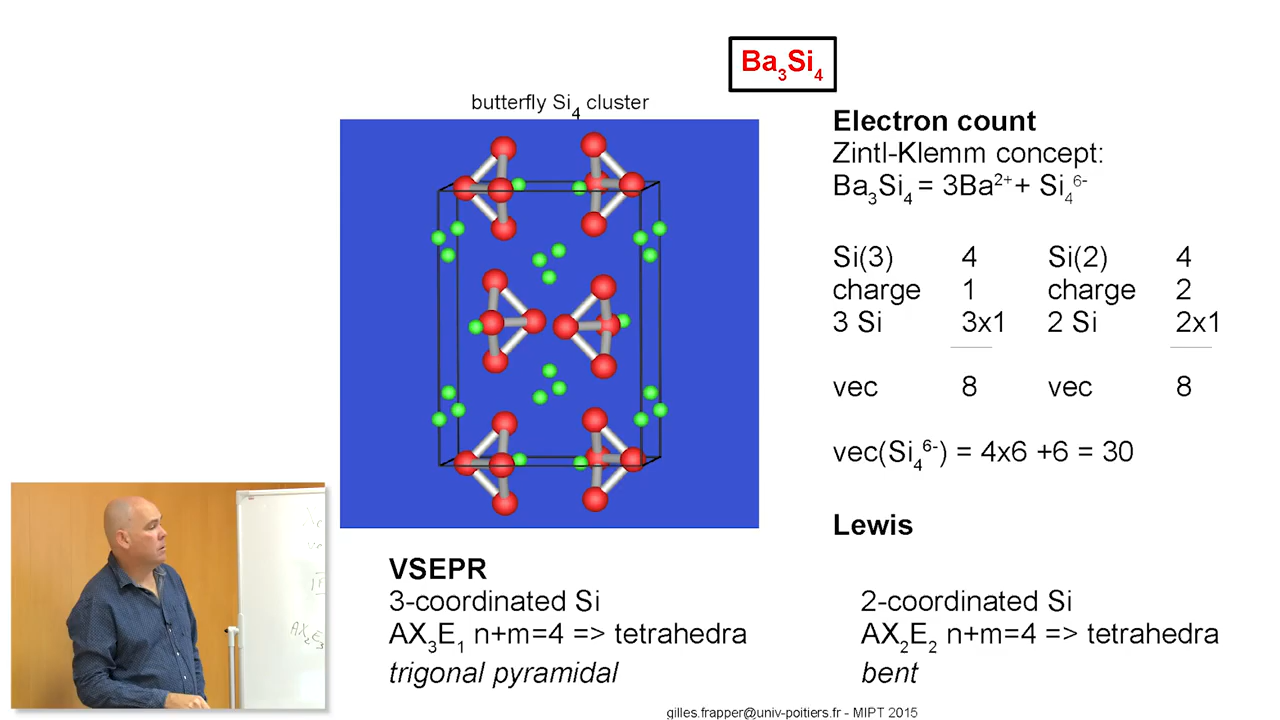 Ba3Si4
butterfly Si4 cluster
Electron count
Zintl-Klemm concept:
Ba3Si4 = 3Ba2+ + Si4 6-
Si(3) 4 Si(2) 4
charge 1 charge 2
3 Si 3x1 2 Si 2x1
vec 8 vec 8
vec(Si4 6-) = 4x6 +6 = 30
Lewis
VSEPR
3-coordinated Si
AX3E1 n+m=4 => tetrahedra
trigonal pyramidal
2-coordinated Si
AX2E2 n+m=4 => tetrahedra
bent
gilles.frapper@univ-poitiers.fr - MIPT 2015